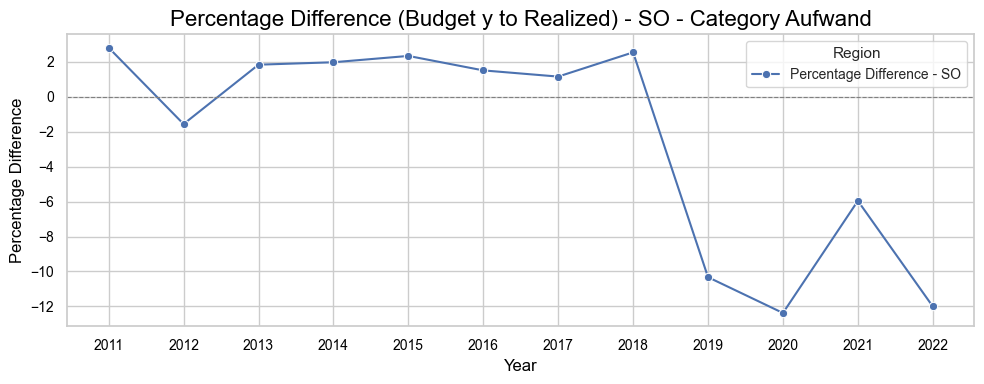 Percentage Difference (Budget y to Realized) - SO - Category Aufwand
Region
Percentage Difference - SO
Percentage Difference
2
0
−2
−4
−6
−8
−10
−12
2011 2012 2013 2014 2015 2016 2017 2018 2019 2020 2021 2022
Year